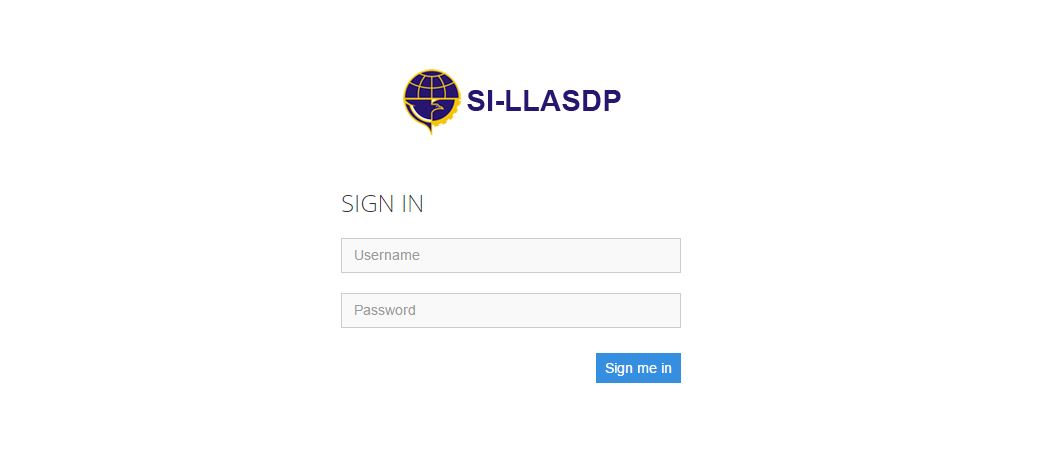 SI-LLASDP
SIGN IN
Username
Password
Sign me in